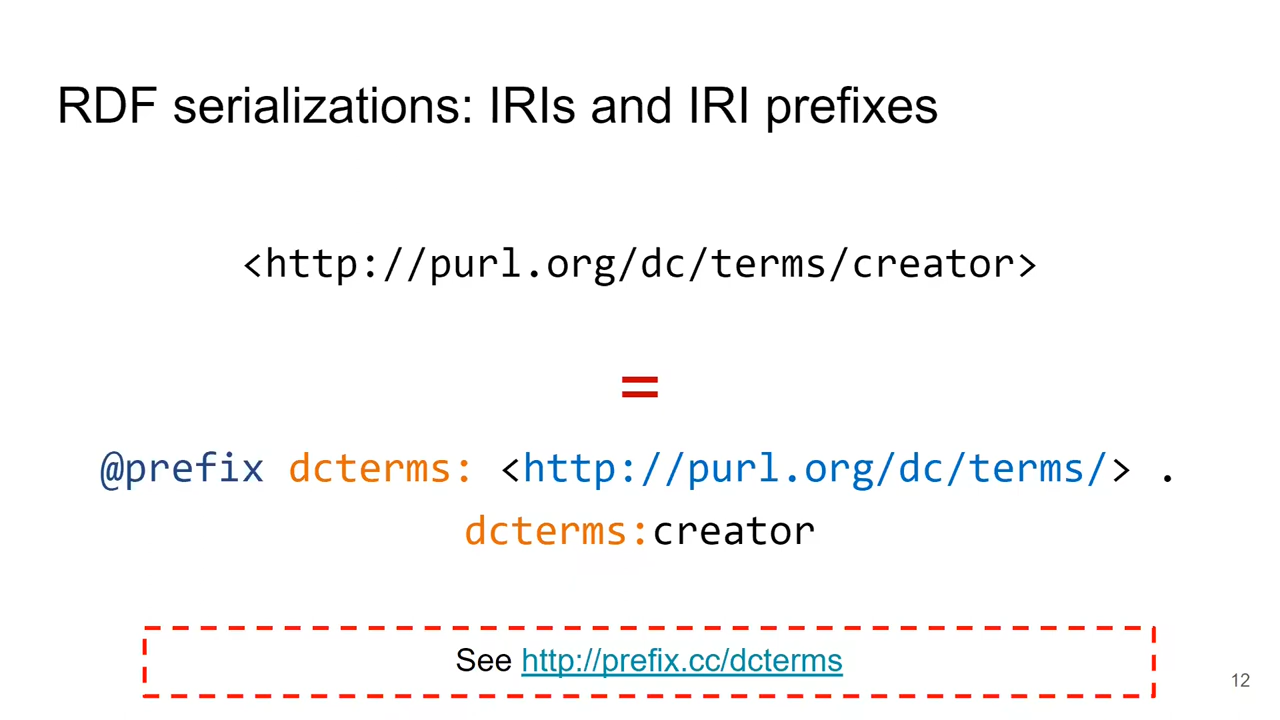 RDF serializations: IRIs and IRI prefixes
<http://purl.org/dc/terms/creator>
=
@prefix dcterms: <http://purl.org/dc/terms/> .
dcterms:creator
See http://prefix.cc/dcterms
12